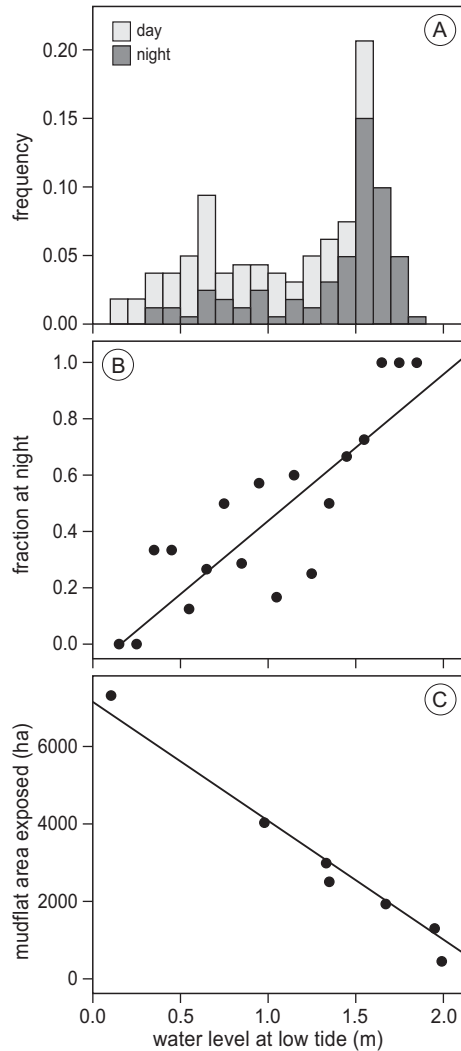 A
day
night
0.20
0.15
0.10
0.05
0.00
frequency
B
1.0
0.8
0.6
0.4
0.2
0.0
fraction at night
C
6000
4000
2000
0
mudflat area exposed (ha)
0.0 0.5 1.0 1.5 2.0
water level at low tide (m)